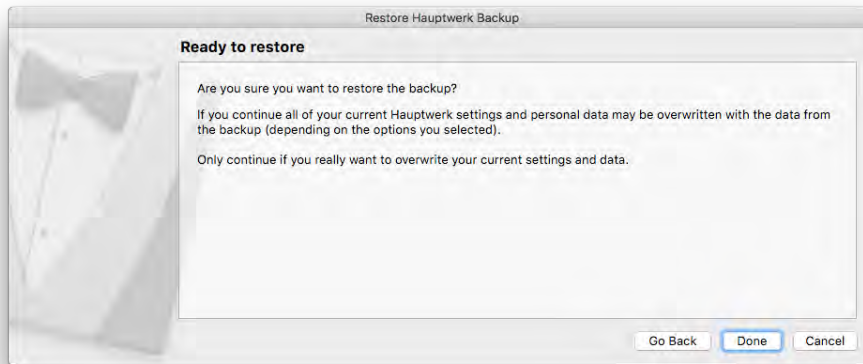 Restore Hauptwerk Backup
Ready to restore
Are you sure you want to restore the backup?
If you continue all of your current Hauptwerk settings and personal data may be overwritten with the data from
the backup (depending on the options you selected).
Only continue if you really want to overwrite your current settings and data.
Go Back Done Cancel